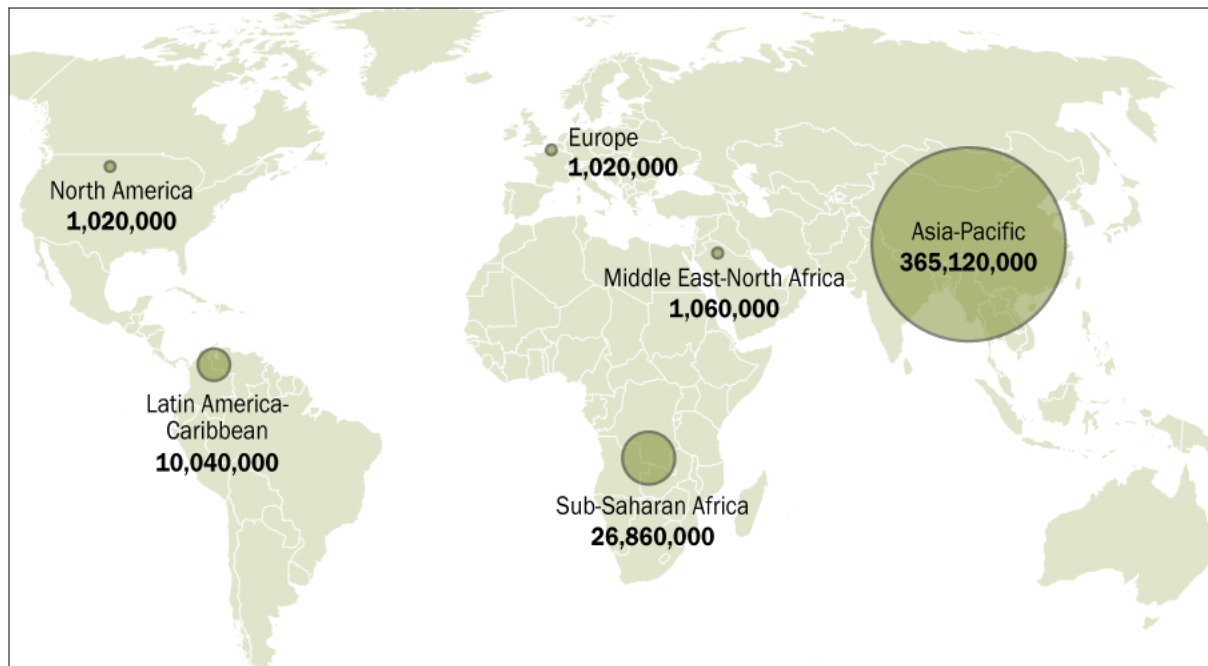 Europe
1,020,000
North America
1,020,000
Asia-Pacific
365,120,000
Middle East-North Africa
1,060,000
Latin America-
Caribbean
10,040,000
Sub-Saharan Africa
26,860,000